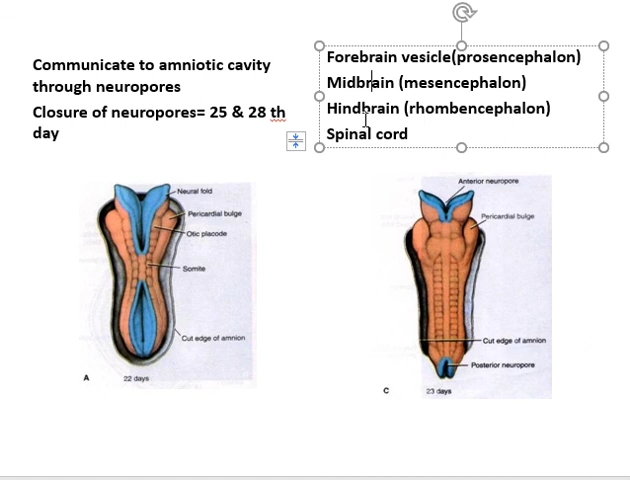 Communicate to amniotic cavity
through neuropores
Closure of neuropores= 25 & 28 th
day
Forebrain vesicle(prosencephalon)
Midbrain (mesencephalon)
Hindbrain (rhombencephalon)
Spinal cord
Neural fold
Pericardial bulge
Otic placode
Somite
Cut edge of amnion
A
22 days
Anterior neuropore
Pericardial bulge
Cut edge of amnion
Posterior neuropore
C
23 days